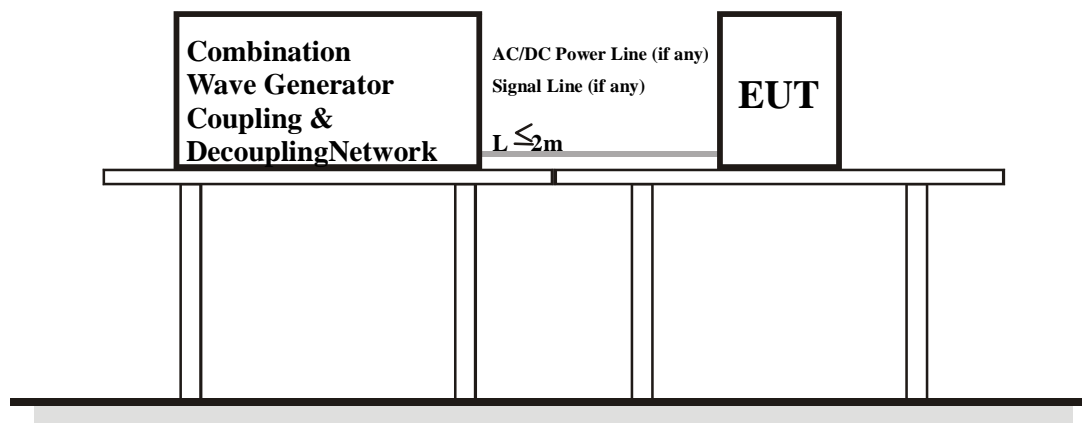 Combination
Wave Generator
Coupling &
DecouplingNetwork
AC/DC Power Line (if any)
Signal Line (if any)
L ≤2m
EUT